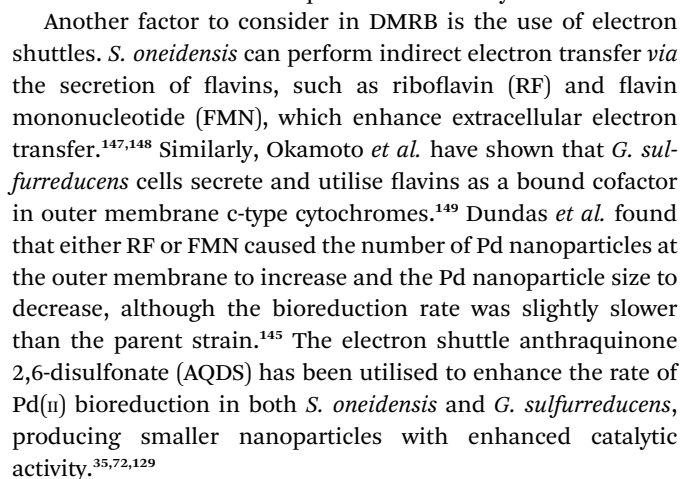 Another factor to consider in DMRB is the use of electron
shuttles. S. oneidensis can perform indirect electron transfer via
the secretion of flavins, such as riboflavin (RF) and flavin
mononucleotide (FMN), which enhance extracellular electron
transfer.147,148 Similarly, Okamoto et al. have shown that G. sul-
furreducens cells secrete and utilise flavins as a bound cofactor
in outer membrane c-type cytochromes.149 Dundas et al. found
that either RF or FMN caused the number of Pd nanoparticles at
the outer membrane to increase and the Pd nanoparticle size to
decrease, although the bioreduction rate was slightly slower
than the parent strain.145 The electron shuttle anthraquinone
2,6-disulfonate (AQDS) has been utilised to enhance the rate of
Pd(II) bioreduction in both S. oneidensis and G. sulfurreducens,
producing smaller nanoparticles with enhanced catalytic
activity.35,72,129